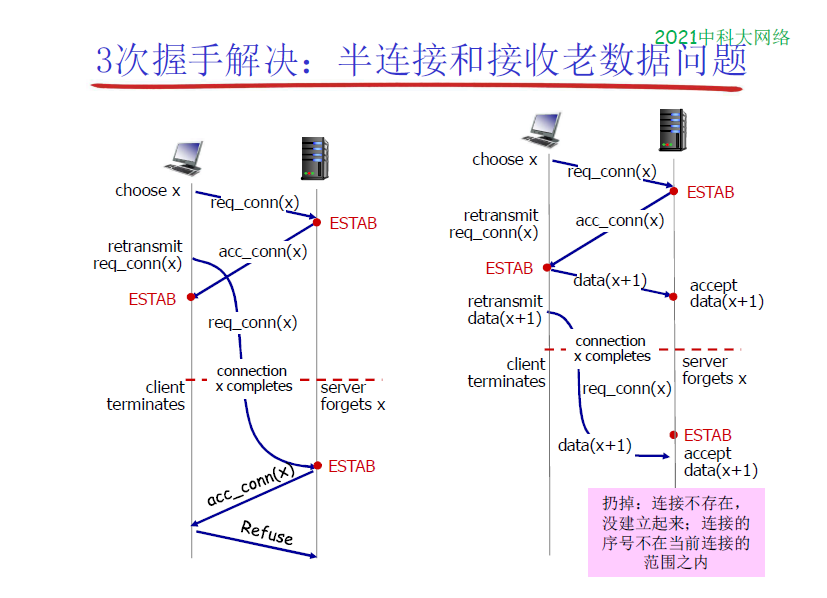 2021中科大网络
3次握手解决：半连接和接收老数据问题
choose x
req_conn(x)
ESTAB
retransmit
req_conn(x)
acc_conn(x)
ESTAB
req_conn(x)
connection
x completes
client
terminates
server
forgets x
ESTAB
acc_conn(x)
Refuse
choose x
req_conn(x)
ESTAB
retransmit
req_conn(x)
acc_conn(x)
ESTAB
data(x+1)
accept
data(x+1)
retransmit
data(x+1)
connection
x completes
client
terminates
server
forgets x
req_conn(x)
ESTAB
data(x+1)
accept
data(x+1)
扔掉：连接不存在，
没建立起来；连接的
序号不在当前连接的
范围之内